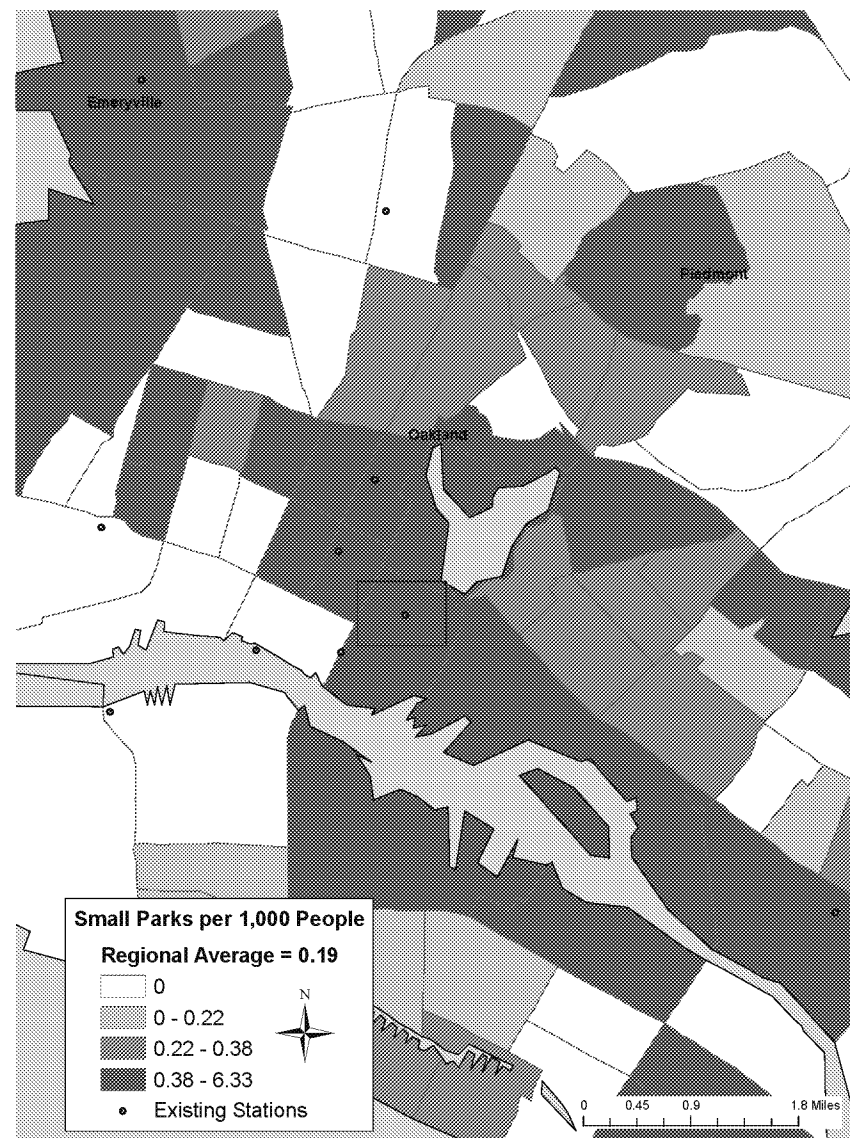 Emeryville
Piedmont
Oakland
Small Parks per 1,000 People
Regional Average = 0.19
0
0 - 0.22
0.22 - 0.38
0.38 - 6.33
Existing Stations
N
0 0.45 0.9 1.8 Miles